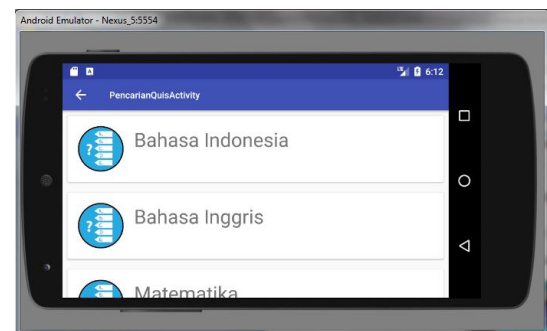 Android Emulator - Nexus_5:5554
6:12
PencarianQuisActivity
?
Bahasa Indonesia
?
Bahasa Inggris
Matematika